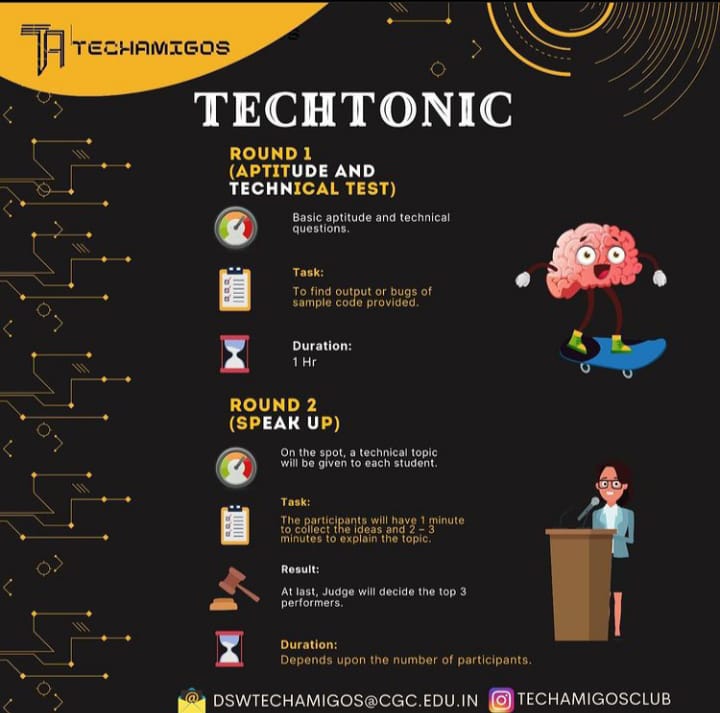 TECHAMIGOS
TECHTONIC
ROUND 1
(APTITUDE AND
TECHNICAL TEST)
Basic aptitude and technical
questions.
Task:
To find output or bugs of
sample code provided.
Duration:
1 Hr
ROUND 2
(SPEAK UP)
On the spot, a technical topic
will be given to each student.
Task:
The participants will have 1 minute
to collect the ideas and 2 – 3
minutes to explain the topic.
Result:
At last, Judge will decide the top 3
performers.
Duration:
Depends upon the number of participants.
DSWTECHAMIGOS@CGC.EDU.IN
TECHAMIGOSCLUB